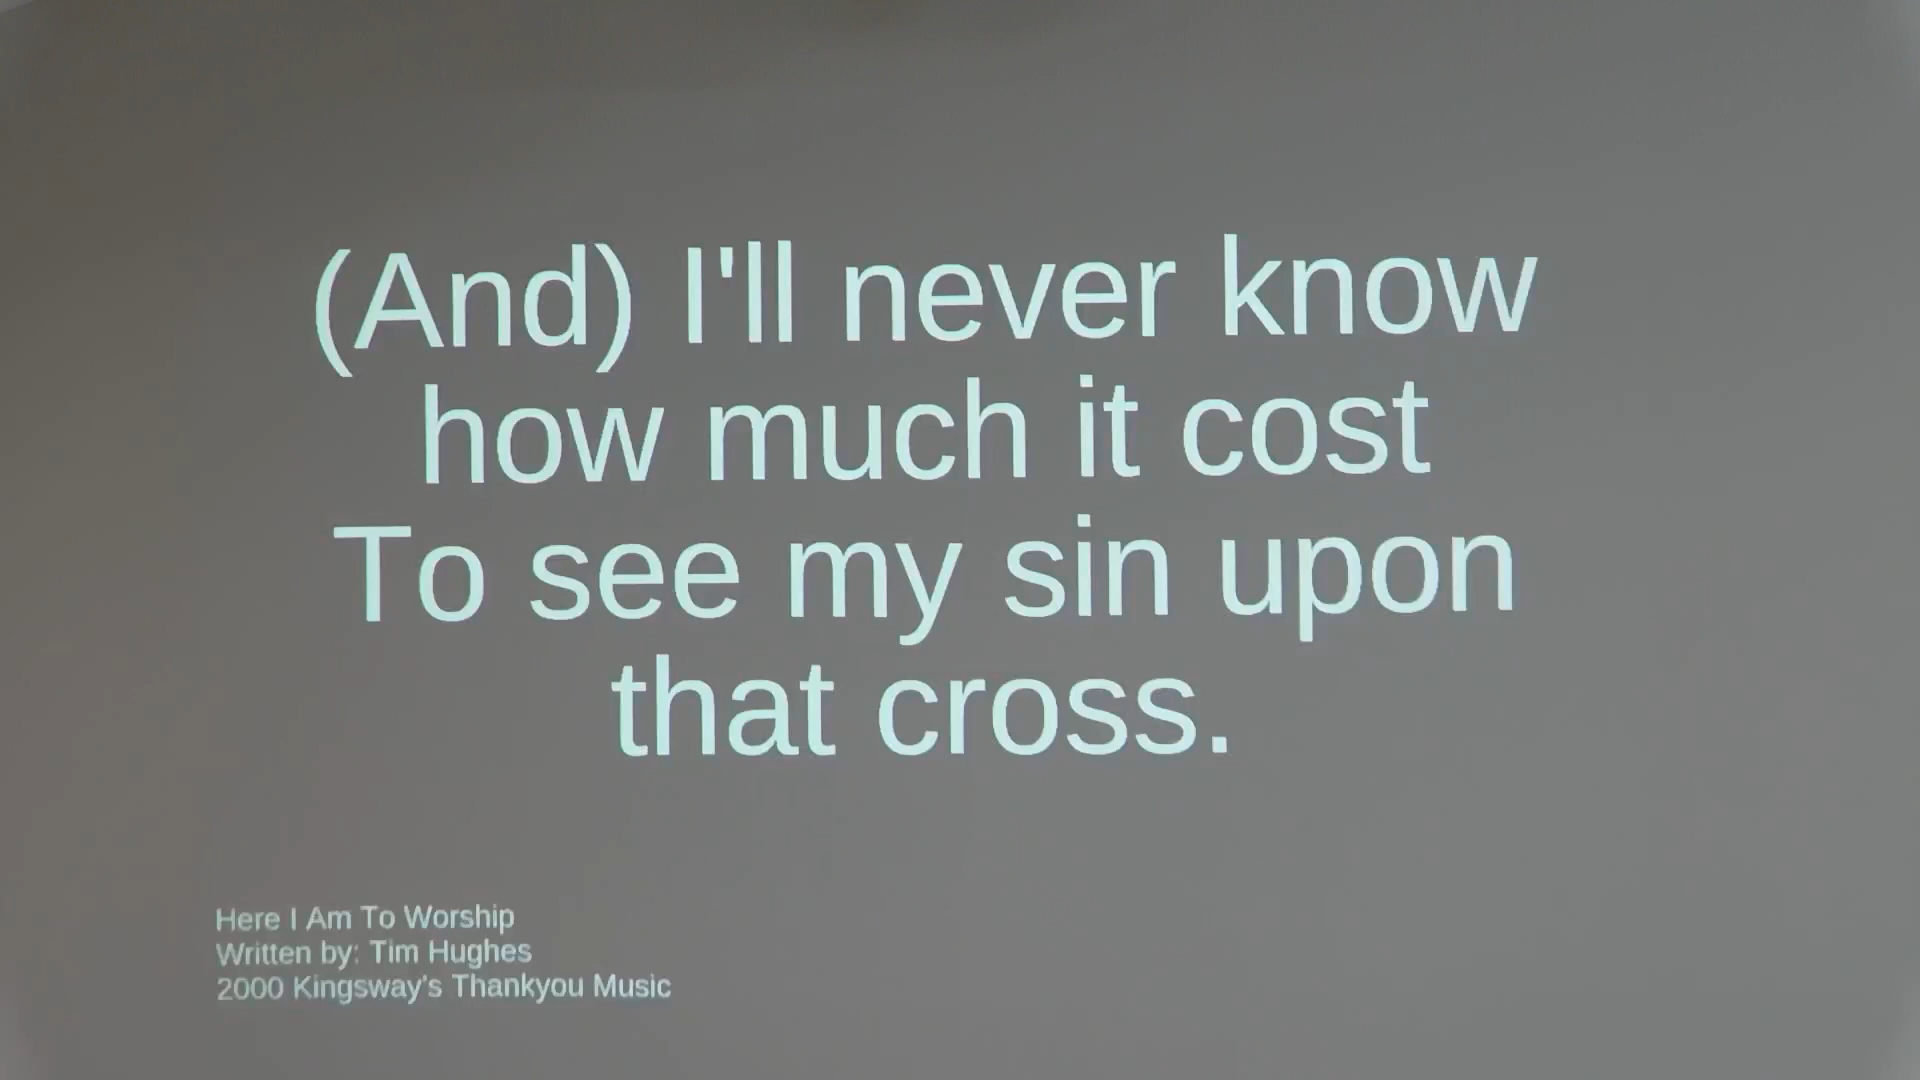 (And) I'll never know
how much it cost
To see my sin upon
that cross.
Here I Am To Worship
Written by: Tim Hughes
2000 Kingsway's Thankyou Music